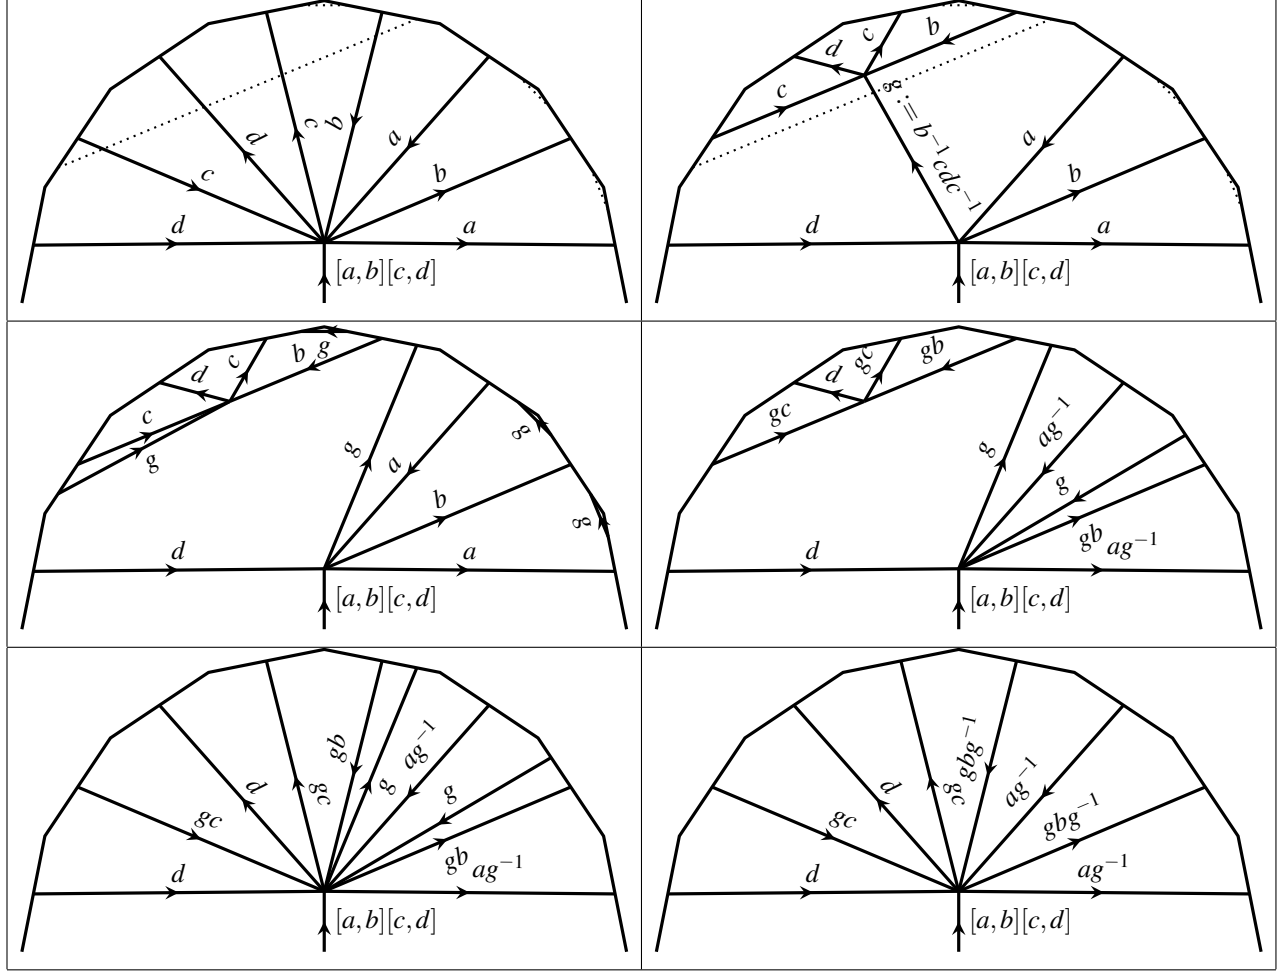 c
d
c
b
a
b
d
a
[a,b][c,d]
d
c
b
c
g := b⁻¹cdc⁻¹
a
b
d
a
[a,b][c,d]
d
c
b
g
c
g
g
a
b
g
g
d
a
[a,b][c,d]
d
gc
gb
gc
g
ag⁻¹
g
gb
ag⁻¹
d
[a,b][c,d]
gc
d
gc
gb
g
ag⁻¹
g
gb
ag⁻¹
d
[a,b][c,d]
gc
d
gc
gbg⁻¹
ag⁻¹
gbg⁻¹
d
ag⁻¹
[a,b][c,d]